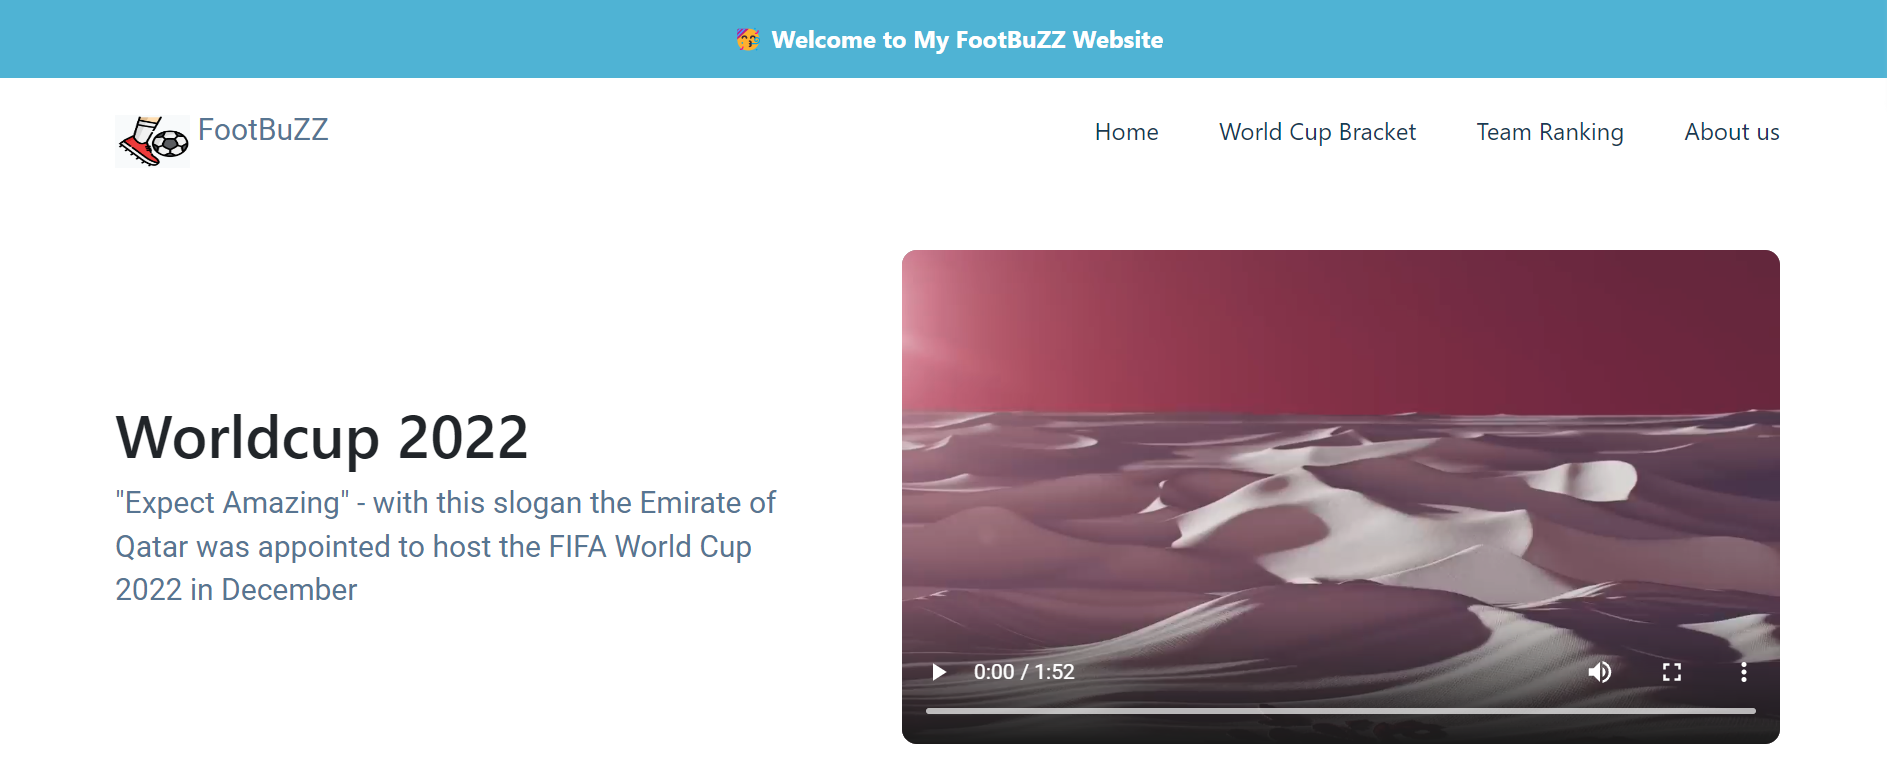 🥳 Welcome to My FootBuZZ Website
FootBuZZ
Home World Cup Bracket Team Ranking About us
Worldcup 2022
"Expect Amazing" - with this slogan the Emirate of
Qatar was appointed to host the FIFA World Cup
2022 in December
0:00 / 1:52